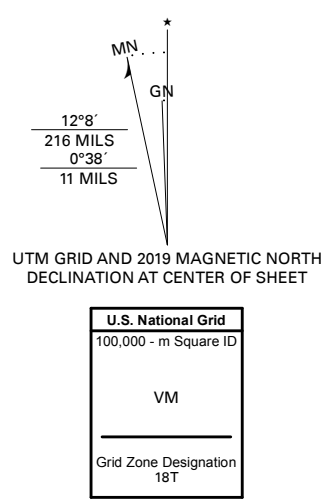 ★
MN
GN
12°8´
216 MILS
0°38´
11 MILS
UTM GRID AND 2019 MAGNETIC NORTH
DECLINATION AT CENTER OF SHEET
U.S. National Grid
100,000 - m Square ID
VM
Grid Zone Designation
18T